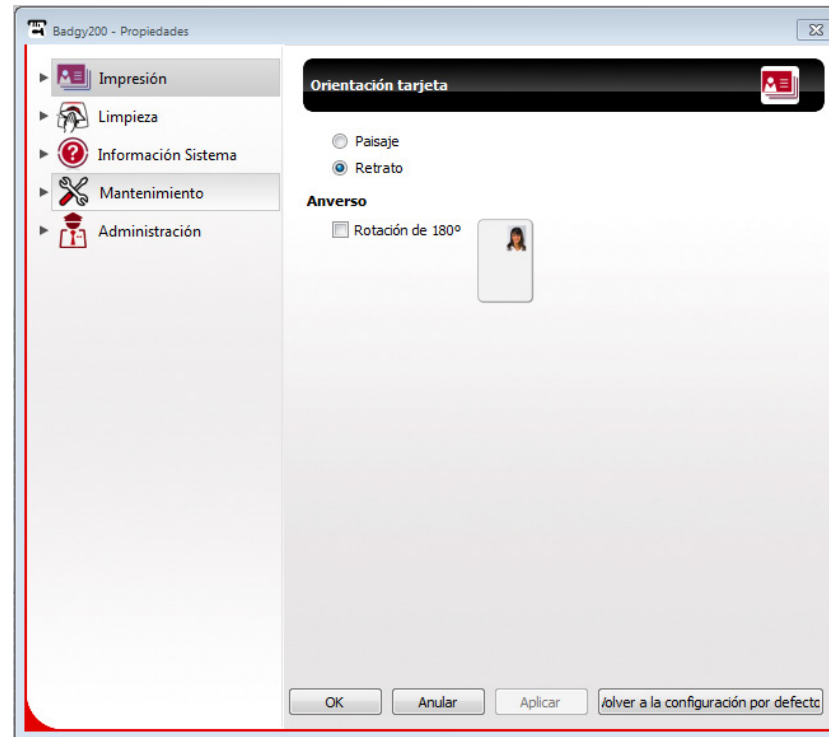 Badgy200 - Propiedades
Impresión
Limpieza
Información Sistema
Mantenimiento
Administración
Orientación tarjeta
Paisaje
Retrato
Anverso
Rotación de 180º
OK
Anular
Aplicar
/olver a la configuración por defecto